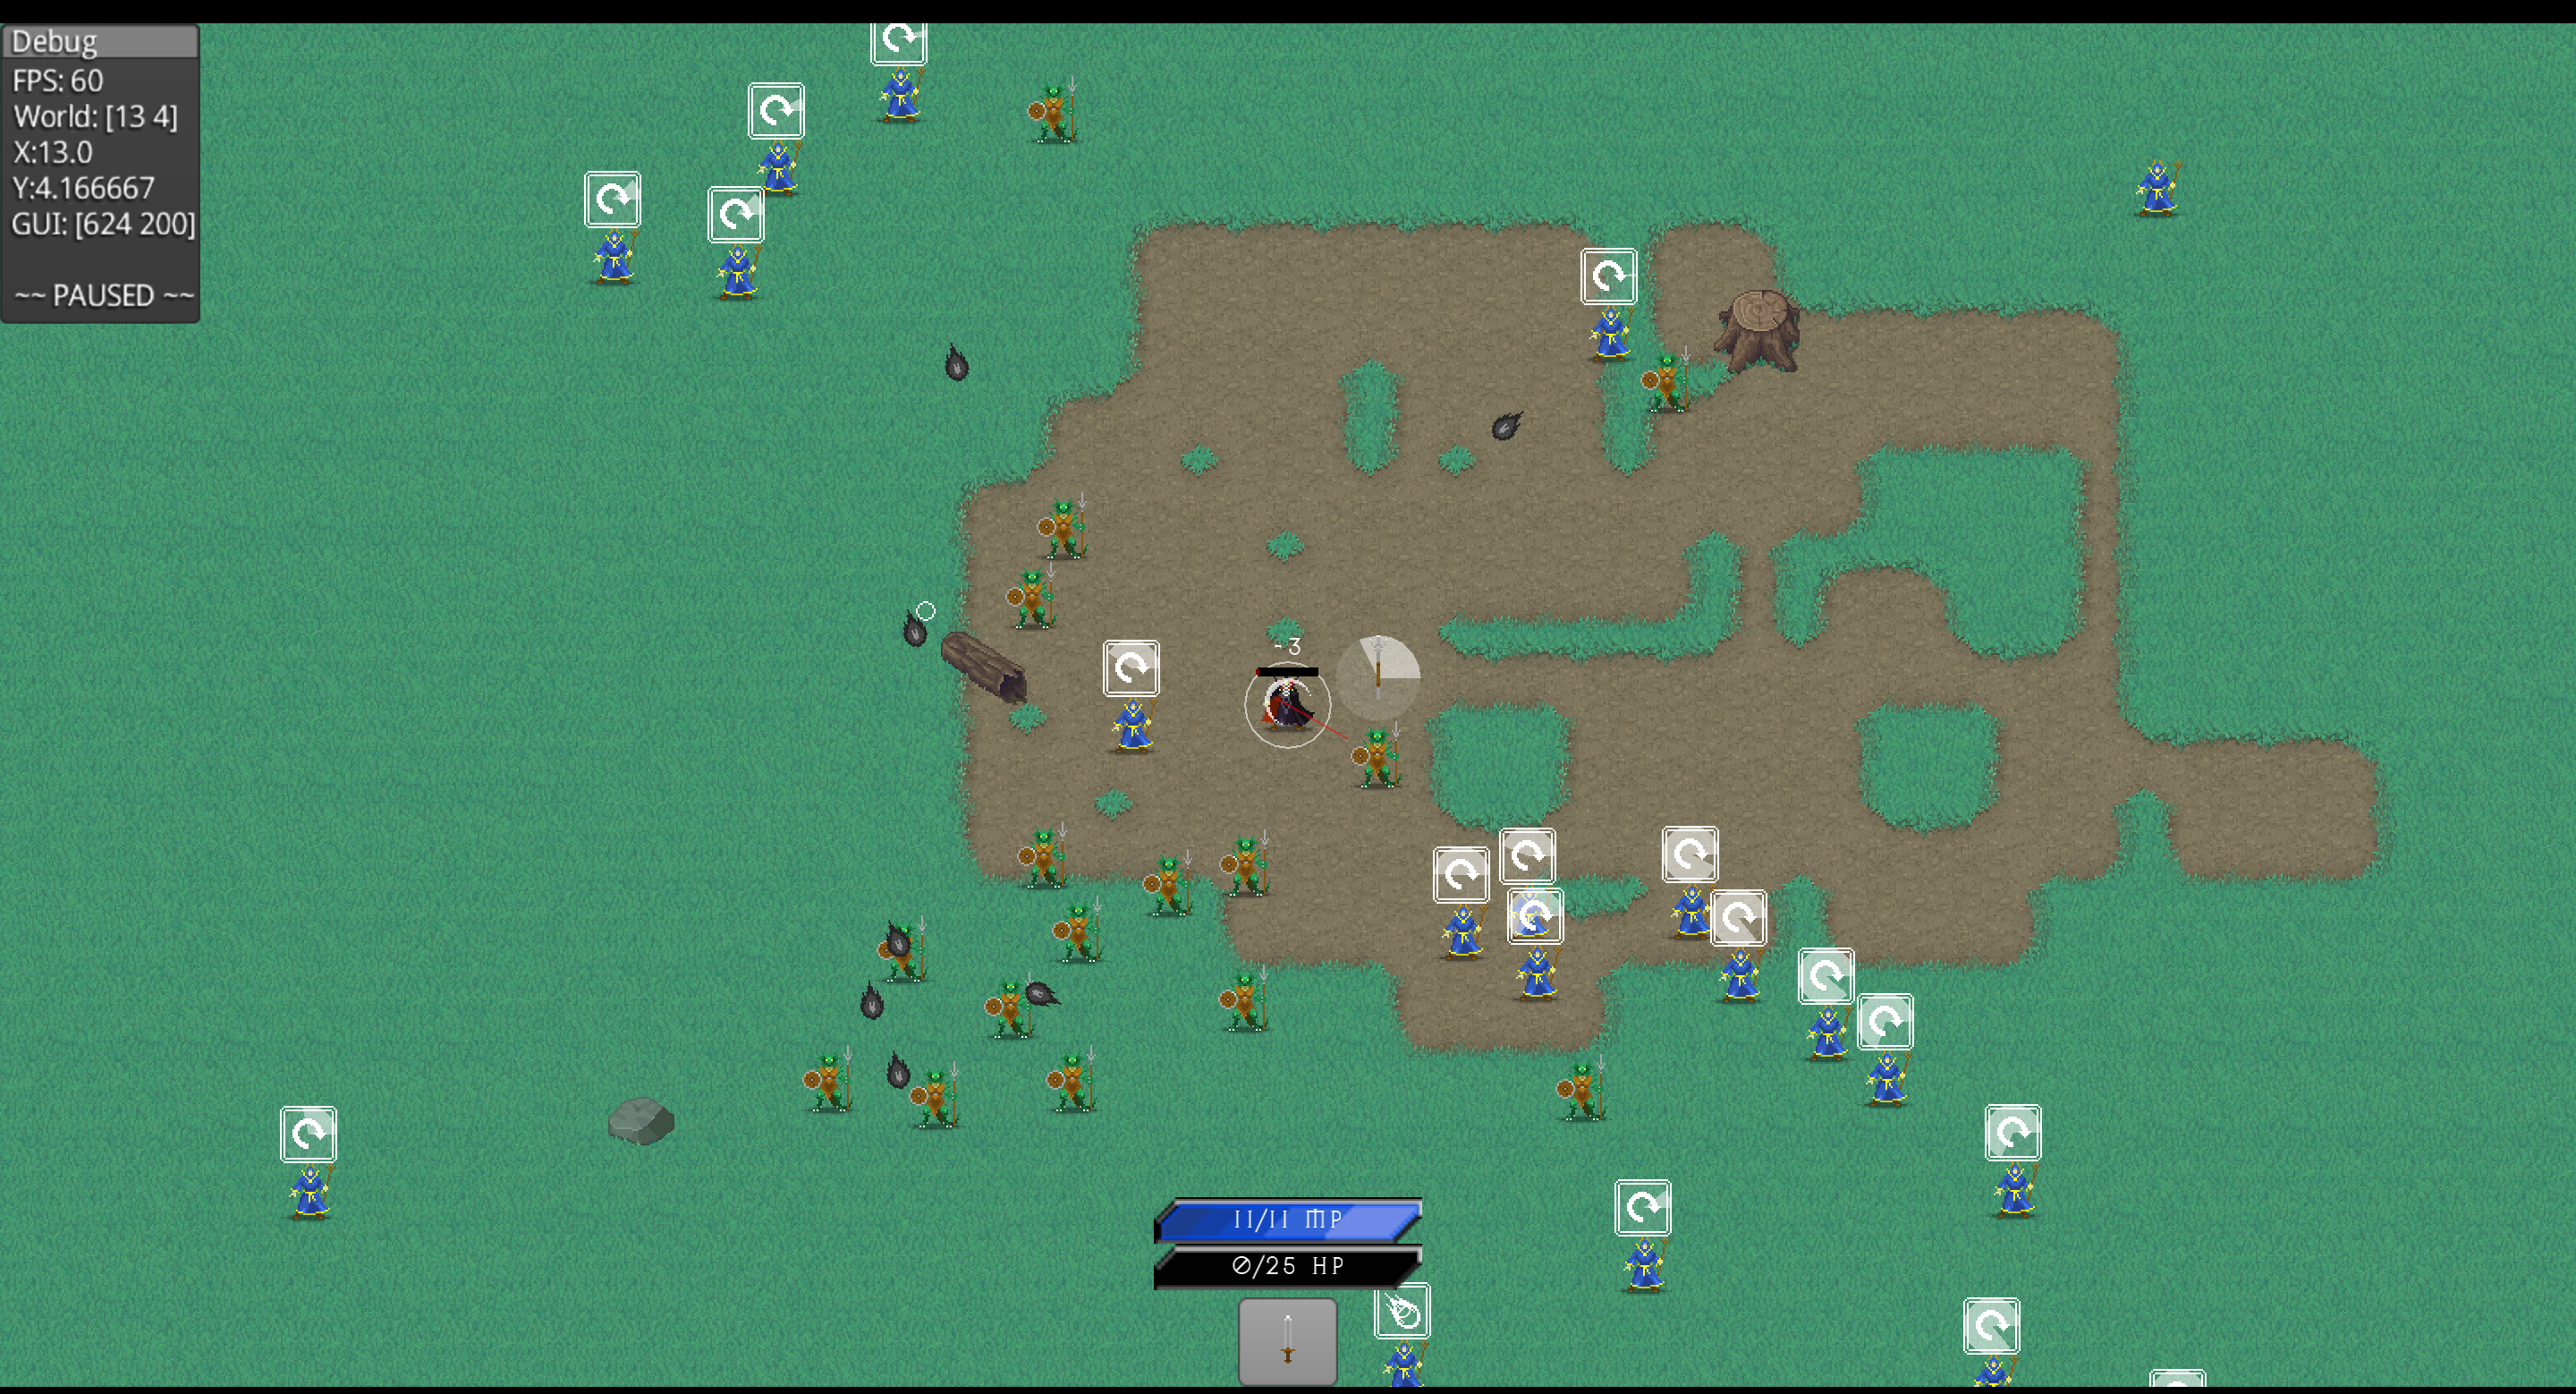 Debug
FPS: 60
World: [13 4]
X:13.0
Y:4.166667
GUI: [624 200]
~~ PAUSED ~~
-3
11/11 MP
0/25 HP